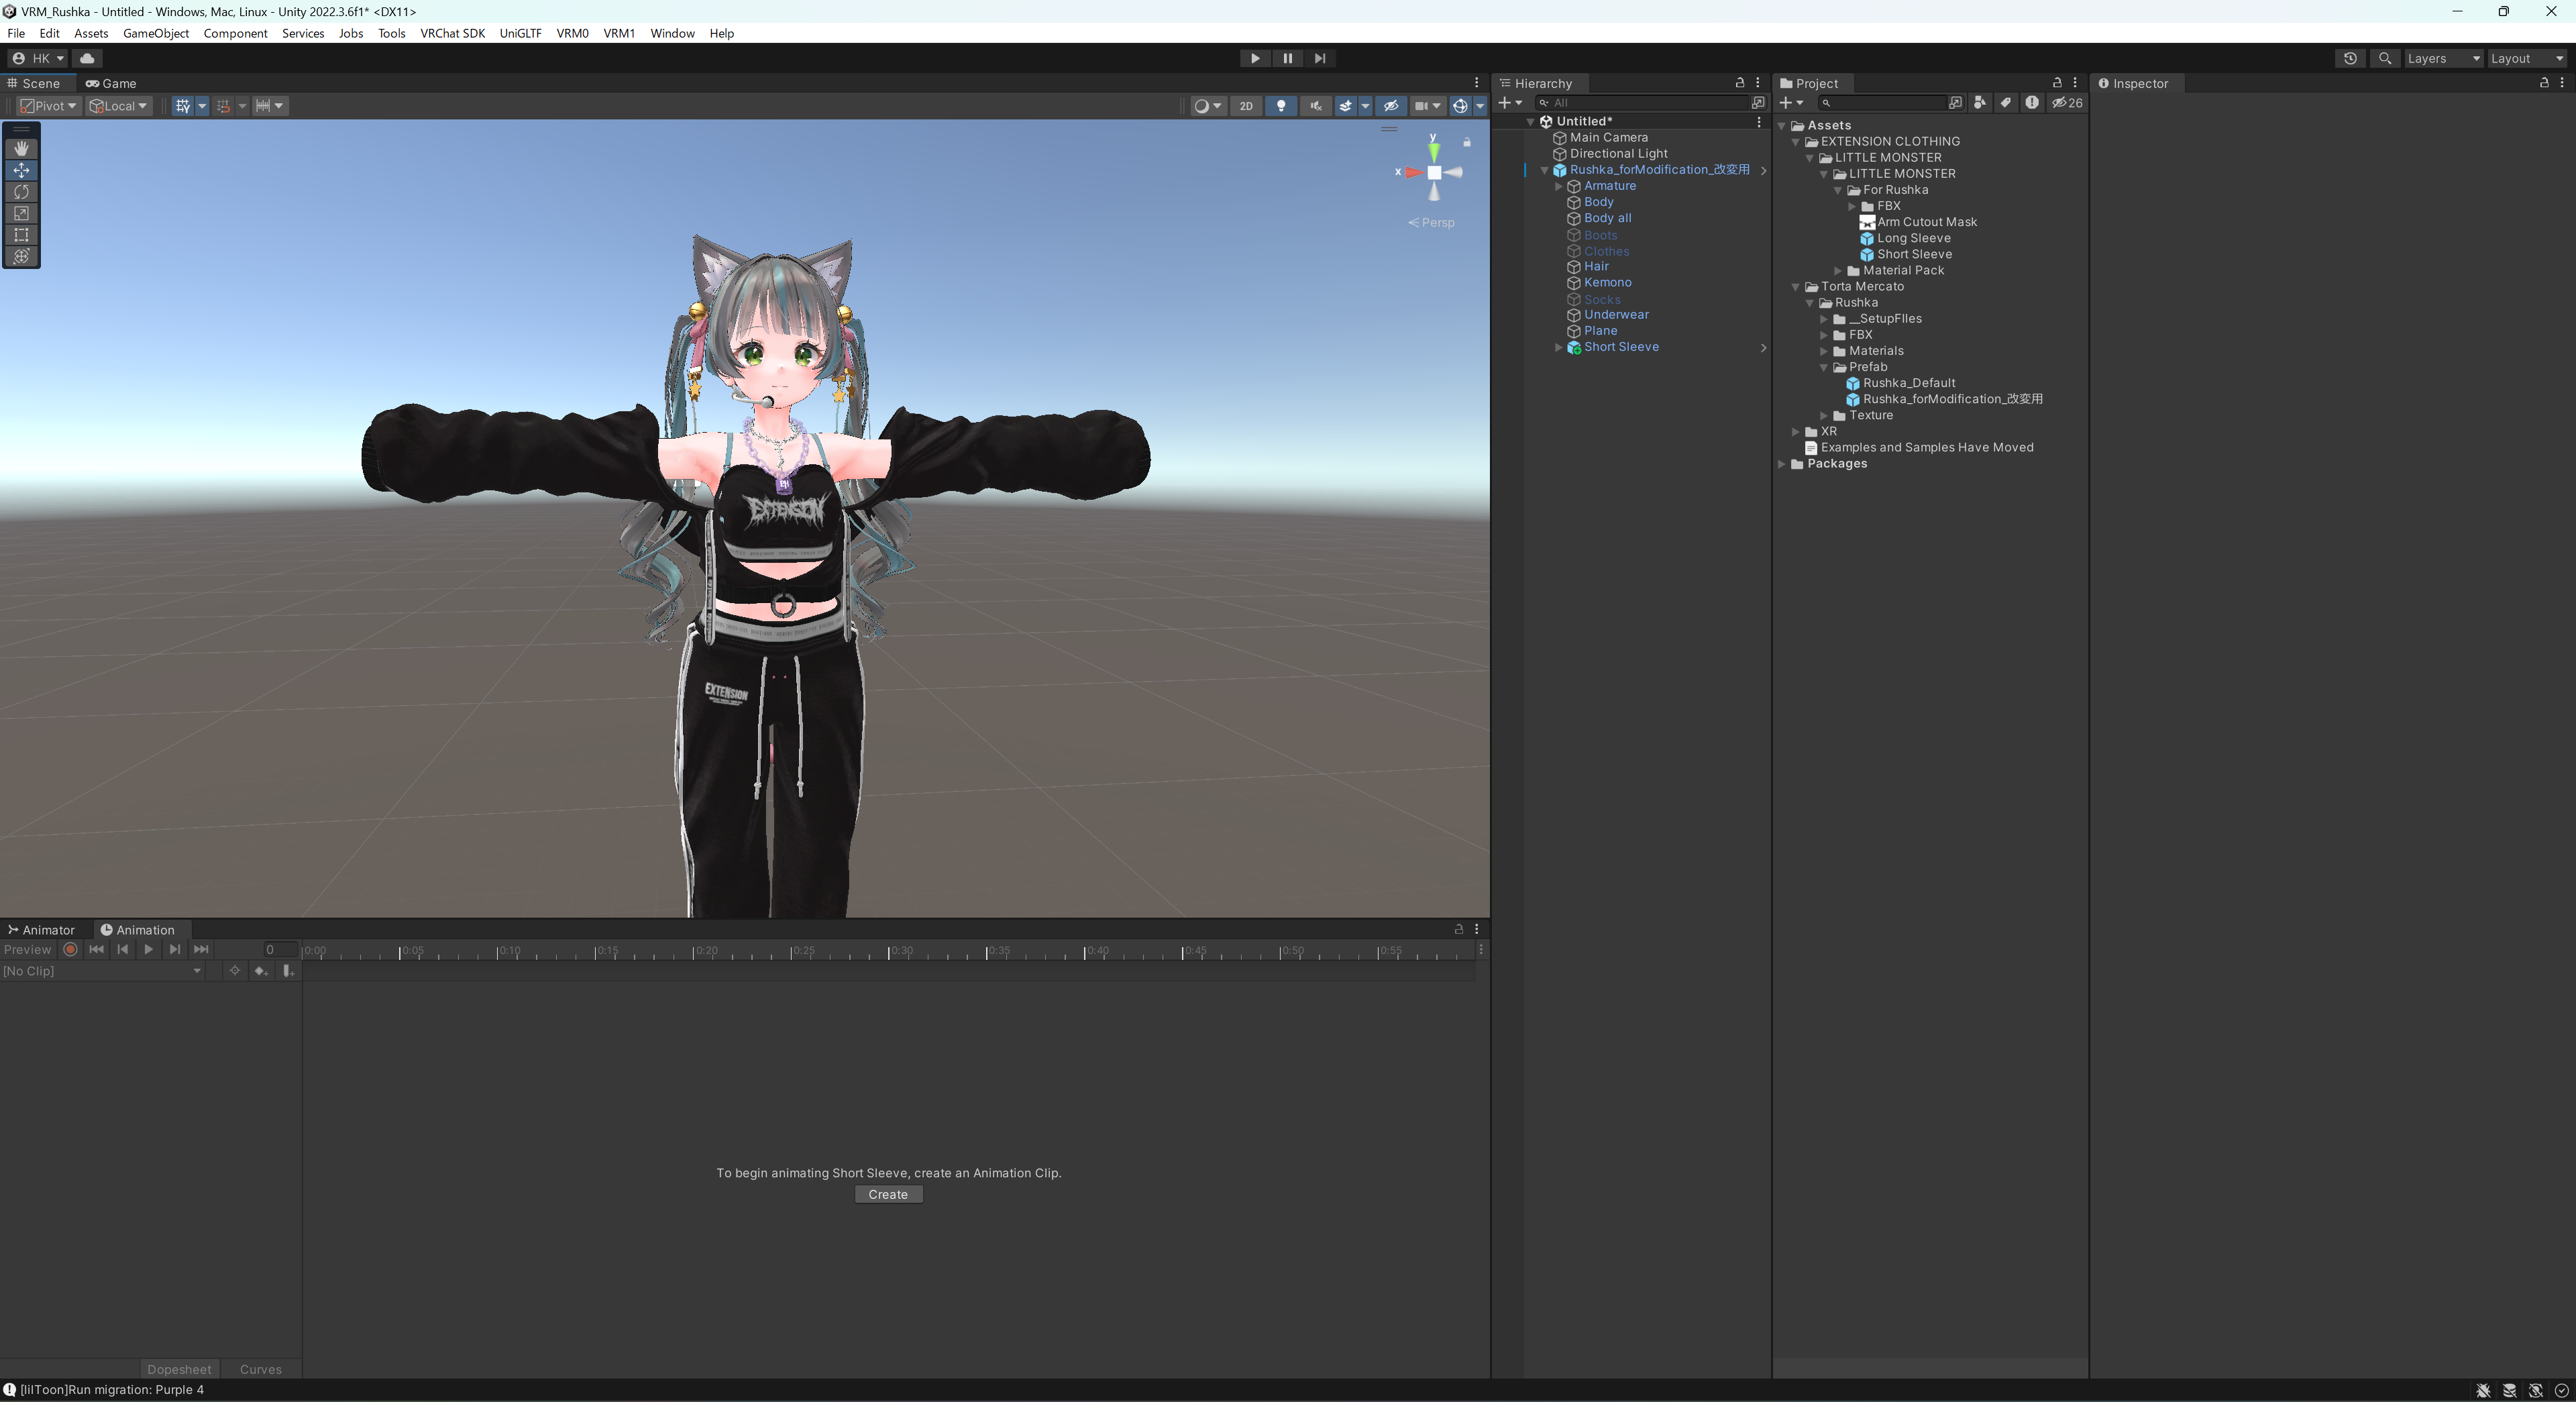 VRM_Rushka - Untitled - Windows, Mac, Linux - Unity 2022.3.6f1* <DX11>
File Edit Assets GameObject Component Services Jobs Tools VRChat SDK UniGLTF VRM0 VRM1 Window Help
HK
Layers
Layout
Scene
Game
Pivot
Local
2D
y
x
Persp
EXTENSION
EXTENSION
Hierarchy
All
Untitled*
Main Camera
Directional Light
Rushka_forModification_改変用
Armature
Body
Body all
Boots
Clothes
Hair
Kemono
Socks
Underwear
Plane
Short Sleeve
Project
26
Assets
EXTENSION CLOTHING
LITTLE MONSTER
LITTLE MONSTER
For Rushka
FBX
Arm Cutout Mask
Long Sleeve
Short Sleeve
Material Pack
Torta Mercato
Rushka
__SetupFIles
FBX
Materials
Prefab
Rushka_Default
Rushka_forModification_改変用
Texture
XR
Examples and Samples Have Moved
Packages
Inspector
Animator
Animation
Preview
0
0:00 0:05 0:10 0:15 0:20 0:25 0:30 0:35 0:40 0:45 0:50 0:55
[No Clip]
To begin animating Short Sleeve, create an Animation Clip.
Create
Dopesheet
Curves
[lilToon]Run migration: Purple 4